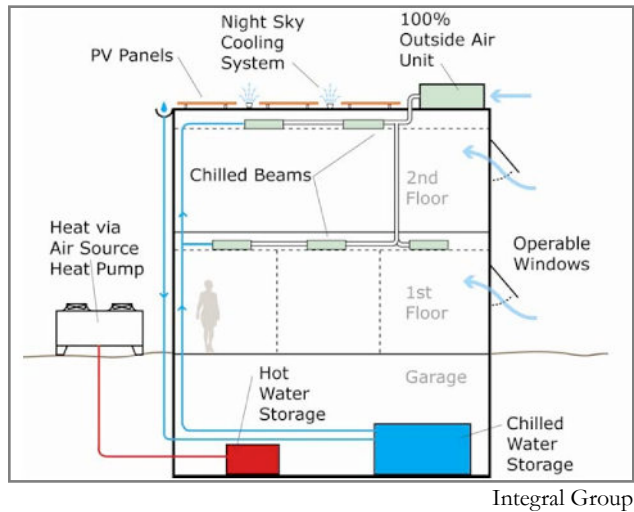 Night Sky
Cooling
System
100%
Outside Air
Unit
PV Panels
Chilled Beams
2nd
Floor
Heat via
Air Source
Heat Pump
Operable
Windows
1st
Floor
Hot
Water
Storage
Garage
Chilled
Water
Storage
Integral Group